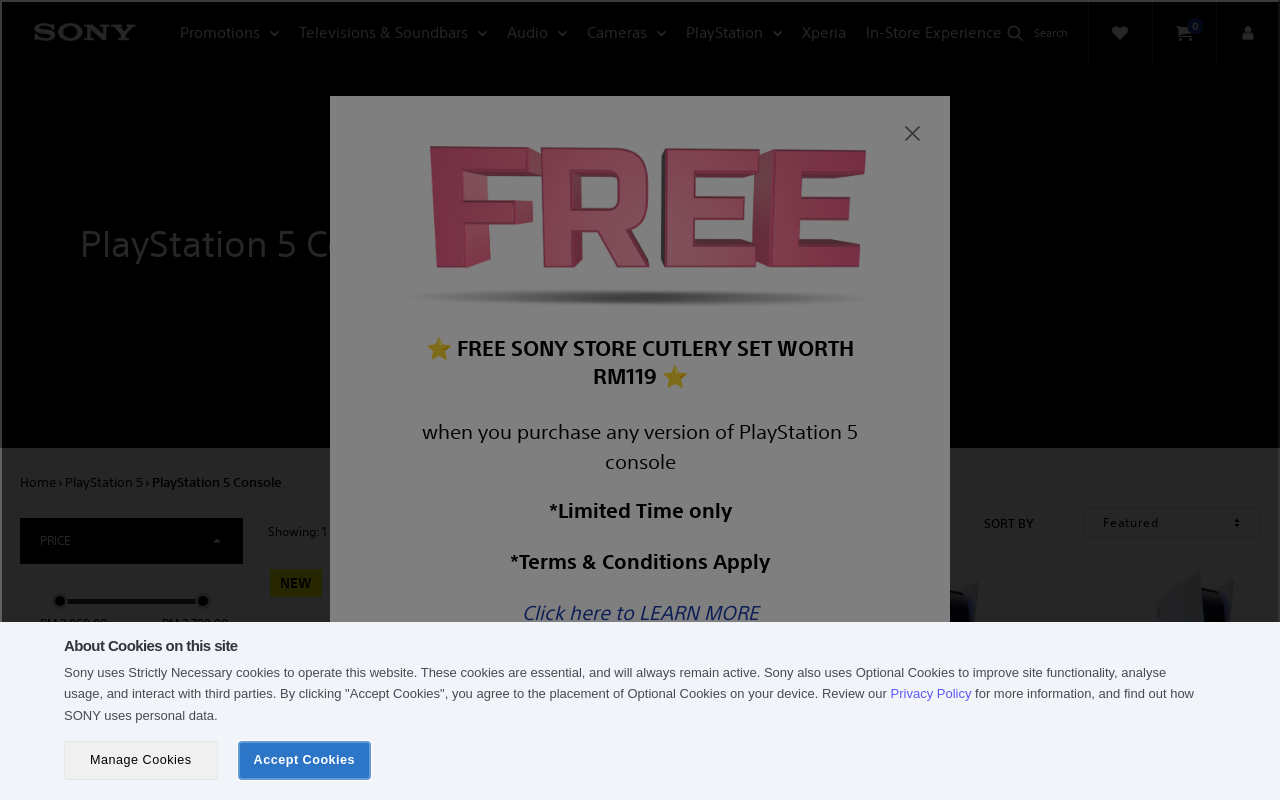 SONY
Promotions
Televisions & Soundbars
Audio
Cameras
PlayStation
Xperia
In-Store Experience
Search
0
FREE
PlayStation 5 C
⭐ FREE SONY STORE CUTLERY SET WORTH
RM119 ⭐
when you purchase any version of PlayStation 5
console
*Limited Time only
*Terms & Conditions Apply
Click here to LEARN MORE
Home › PlayStation 5 › PlayStation 5 Console
PRICE
Showing: 1
SORT BY
Featured
NEW
About Cookies on this site
Sony uses Strictly Necessary cookies to operate this website. These cookies are essential, and will always remain active. Sony also uses Optional Cookies to improve site functionality, analyse
usage, and interact with third parties. By clicking "Accept Cookies", you agree to the placement of Optional Cookies on your device. Review our Privacy Policy for more information, and find out how
SONY uses personal data.
Manage Cookies
Accept Cookies